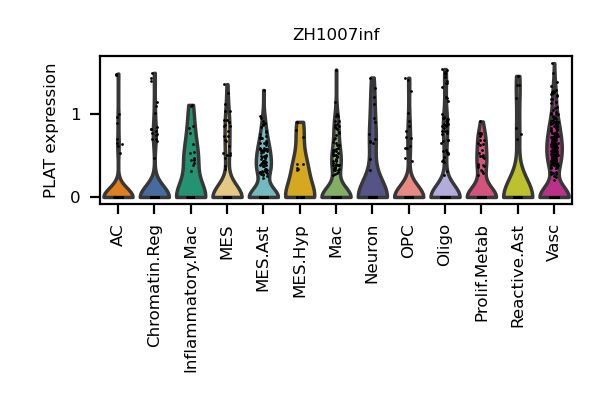 ZH1007inf
PLAT expression
1
0
AC
Chromatin.Reg
Inflammatory.Mac
MES
MES.Ast
MES.Hyp
Mac
Neuron
OPC
Oligo
Prolif.Metab
Reactive.Ast
Vasc